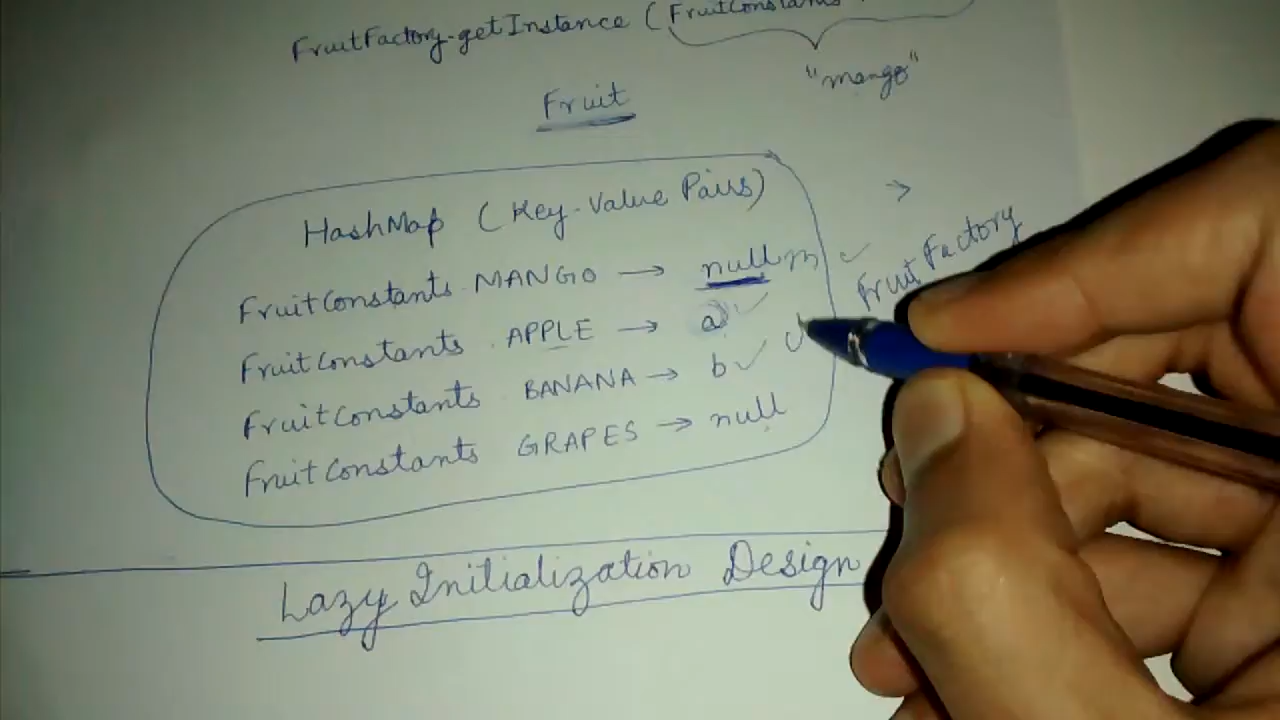 FruitFactory.getInstance (FruitConstants
"mango"
Fruit
HashMap (Key-Value Pairs)
FruitConstants. MANGO → null m
FruitFactory
FruitConstants . APPLE → a
FruitConstants . BANANA → b
FruitConstants GRAPES → null
Lazy Initialization Design